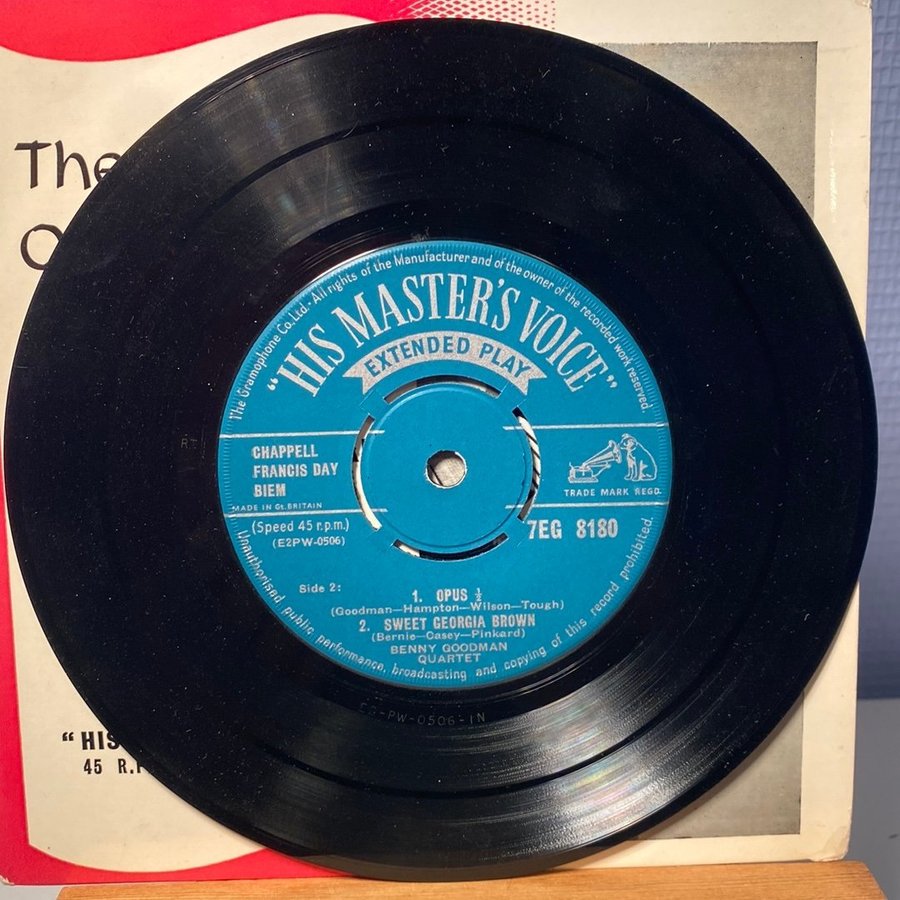 The
"HIS
45 R.P
The Gramophone Co. Ltd. All rights of the Manufacturer and of the owner of the recorded work reserved.
"HIS MASTER'S VOICE"
EXTENDED PLAY
CHAPPELL
FRANCIS DAY
BIEM
MADE IN Gt. BRITAIN
TRADE MARK REGD.
(Speed 45 r.p.m.)
(E2PW-0506)
7EG 8180
Side 2:
1. OPUS ½
(Goodman—Hampton—Wilson—Tough)
2. SWEET GEORGIA BROWN
(Bernie—Casey—Pinkard)
BENNY GOODMAN
QUARTET
Unauthorised public performance, broadcasting and copying of this record prohibited.